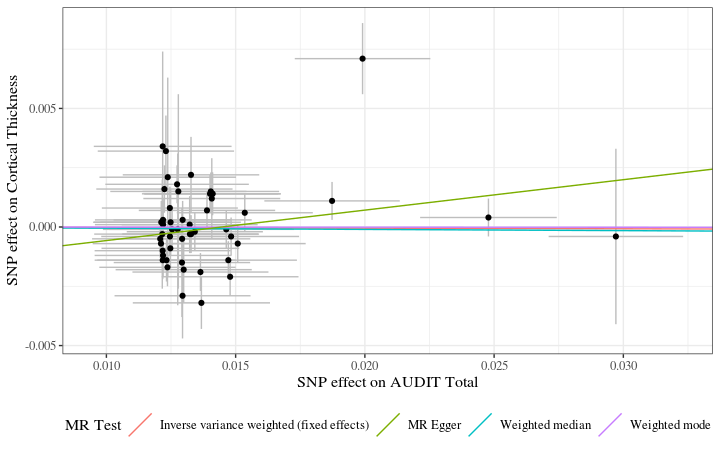 SNP effect on Cortical Thickness
0.005
0.000
-0.005
0.010 0.015 0.020 0.025 0.030
SNP effect on AUDIT Total
MR Test Inverse variance weighted (fixed effects) MR Egger Weighted median Weighted mode